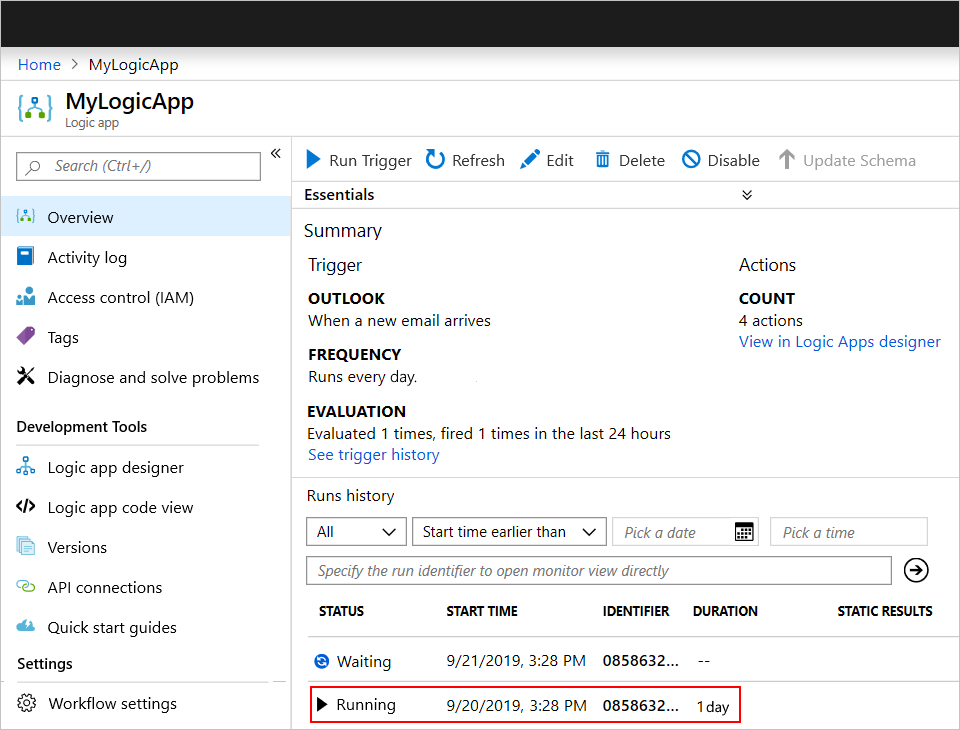 Home > MyLogicApp
MyLogicApp
Logic app
Search (Ctrl+/)
«
Overview
Activity log
Access control (IAM)
Tags
Diagnose and solve problems
Development Tools
Logic app designer
Logic app code view
Versions
API connections
Quick start guides
Settings
Workflow settings
Run Trigger Refresh Edit Delete Disable Update Schema
Essentials
Summary
Trigger
OUTLOOK
When a new email arrives
FREQUENCY
Runs every day.
EVALUATION
Evaluated 1 times, fired 1 times in the last 24 hours
See trigger history
Actions
COUNT
4 actions
View in Logic Apps designer
Runs history
All Start time earlier than Pick a date Pick a time
Specify the run identifier to open monitor view directly
STATUS START TIME IDENTIFIER DURATION STATIC RESULTS
Waiting 9/21/2019, 3:28 PM 0858632... --
Running 9/20/2019, 3:28 PM 0858632... 1 day